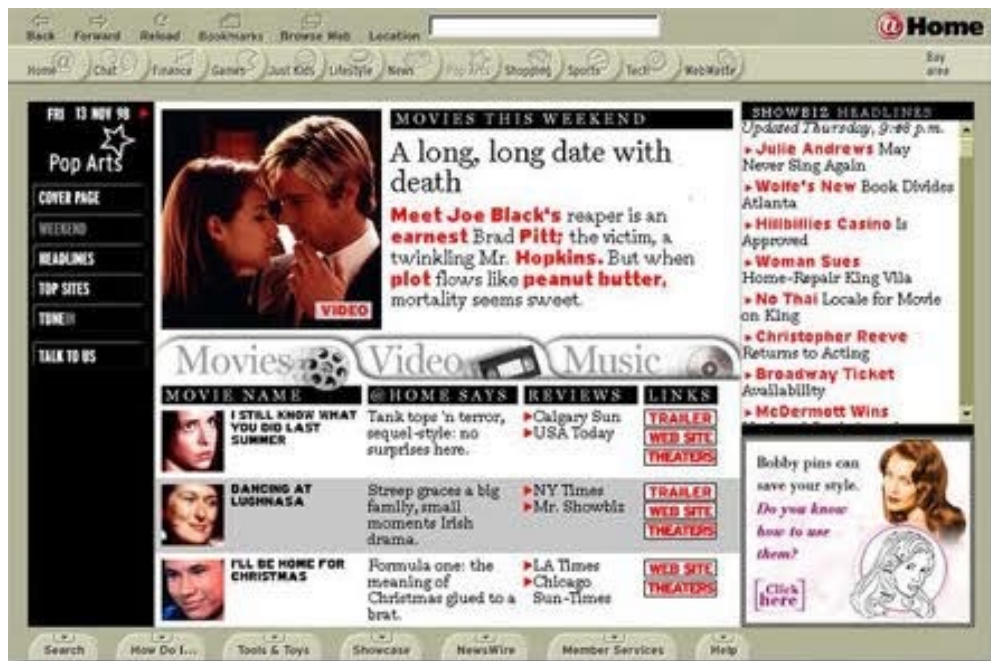 Back Forward Reload Bookmarks Browse Web Location
@Home
Home Chat Finance Games Just Kids Lifestyle News Pop Arts Shopping Sports Tech WebWaste
Bay
area
FRI 13 NOV 98
Pop Arts
COVER PAGE
WEEKEND
HEADLINES
TOP SITES
TUNE IN
TALK TO US
VIDEO
MOVIES THIS WEEKEND
A long, long date with
death
Meet Joe Black's reaper is an
earnest Brad Pitt; the victim, a
twinkling Mr. Hopkins. But when
plot flows like peanut butter,
mortality seems sweet.
SHOWBIZ HEADLINES
Updated Thursday, 9:46 p.m.
Julie Andrews May
Never Sing Again
Wolfe's New Book Divides
Atlanta
Hillbillies Casino Is
Approved
Woman Sues
Home-Repair King Vila
No Thai Locale for Movie
on King
Christopher Reeve
Returns to Acting
Broadway Ticket
Availability
McDermott Wins
Movies Video Music
MOVIE NAME @HOME SAYS REVIEWS LINKS
I STILL KNOW WHAT
YOU DID LAST
SUMMER
Tank tops 'n terror,
sequel-style: no
surprises here.
Calgary Sun
USA Today
TRAILER
WEB SITE
THEATERS
DANCING AT
LUGHNASA
Streep graces a big
family, small
moments Irish
drama.
NY Times
Mr. Showbiz
TRAILER
WEB SITE
THEATERS
I'LL BE HOME FOR
CHRISTMAS
Formula one: the
meaning of
Christmas glued to a
brat.
LA Times
Chicago
Sun-Times
WEB SITE
THEATERS
Bobby pins can
save your style.
Do you know
how to use
them?
[Click
here]
Search How Do I... Tools & Toys Showcase NewsWire Member Services Help